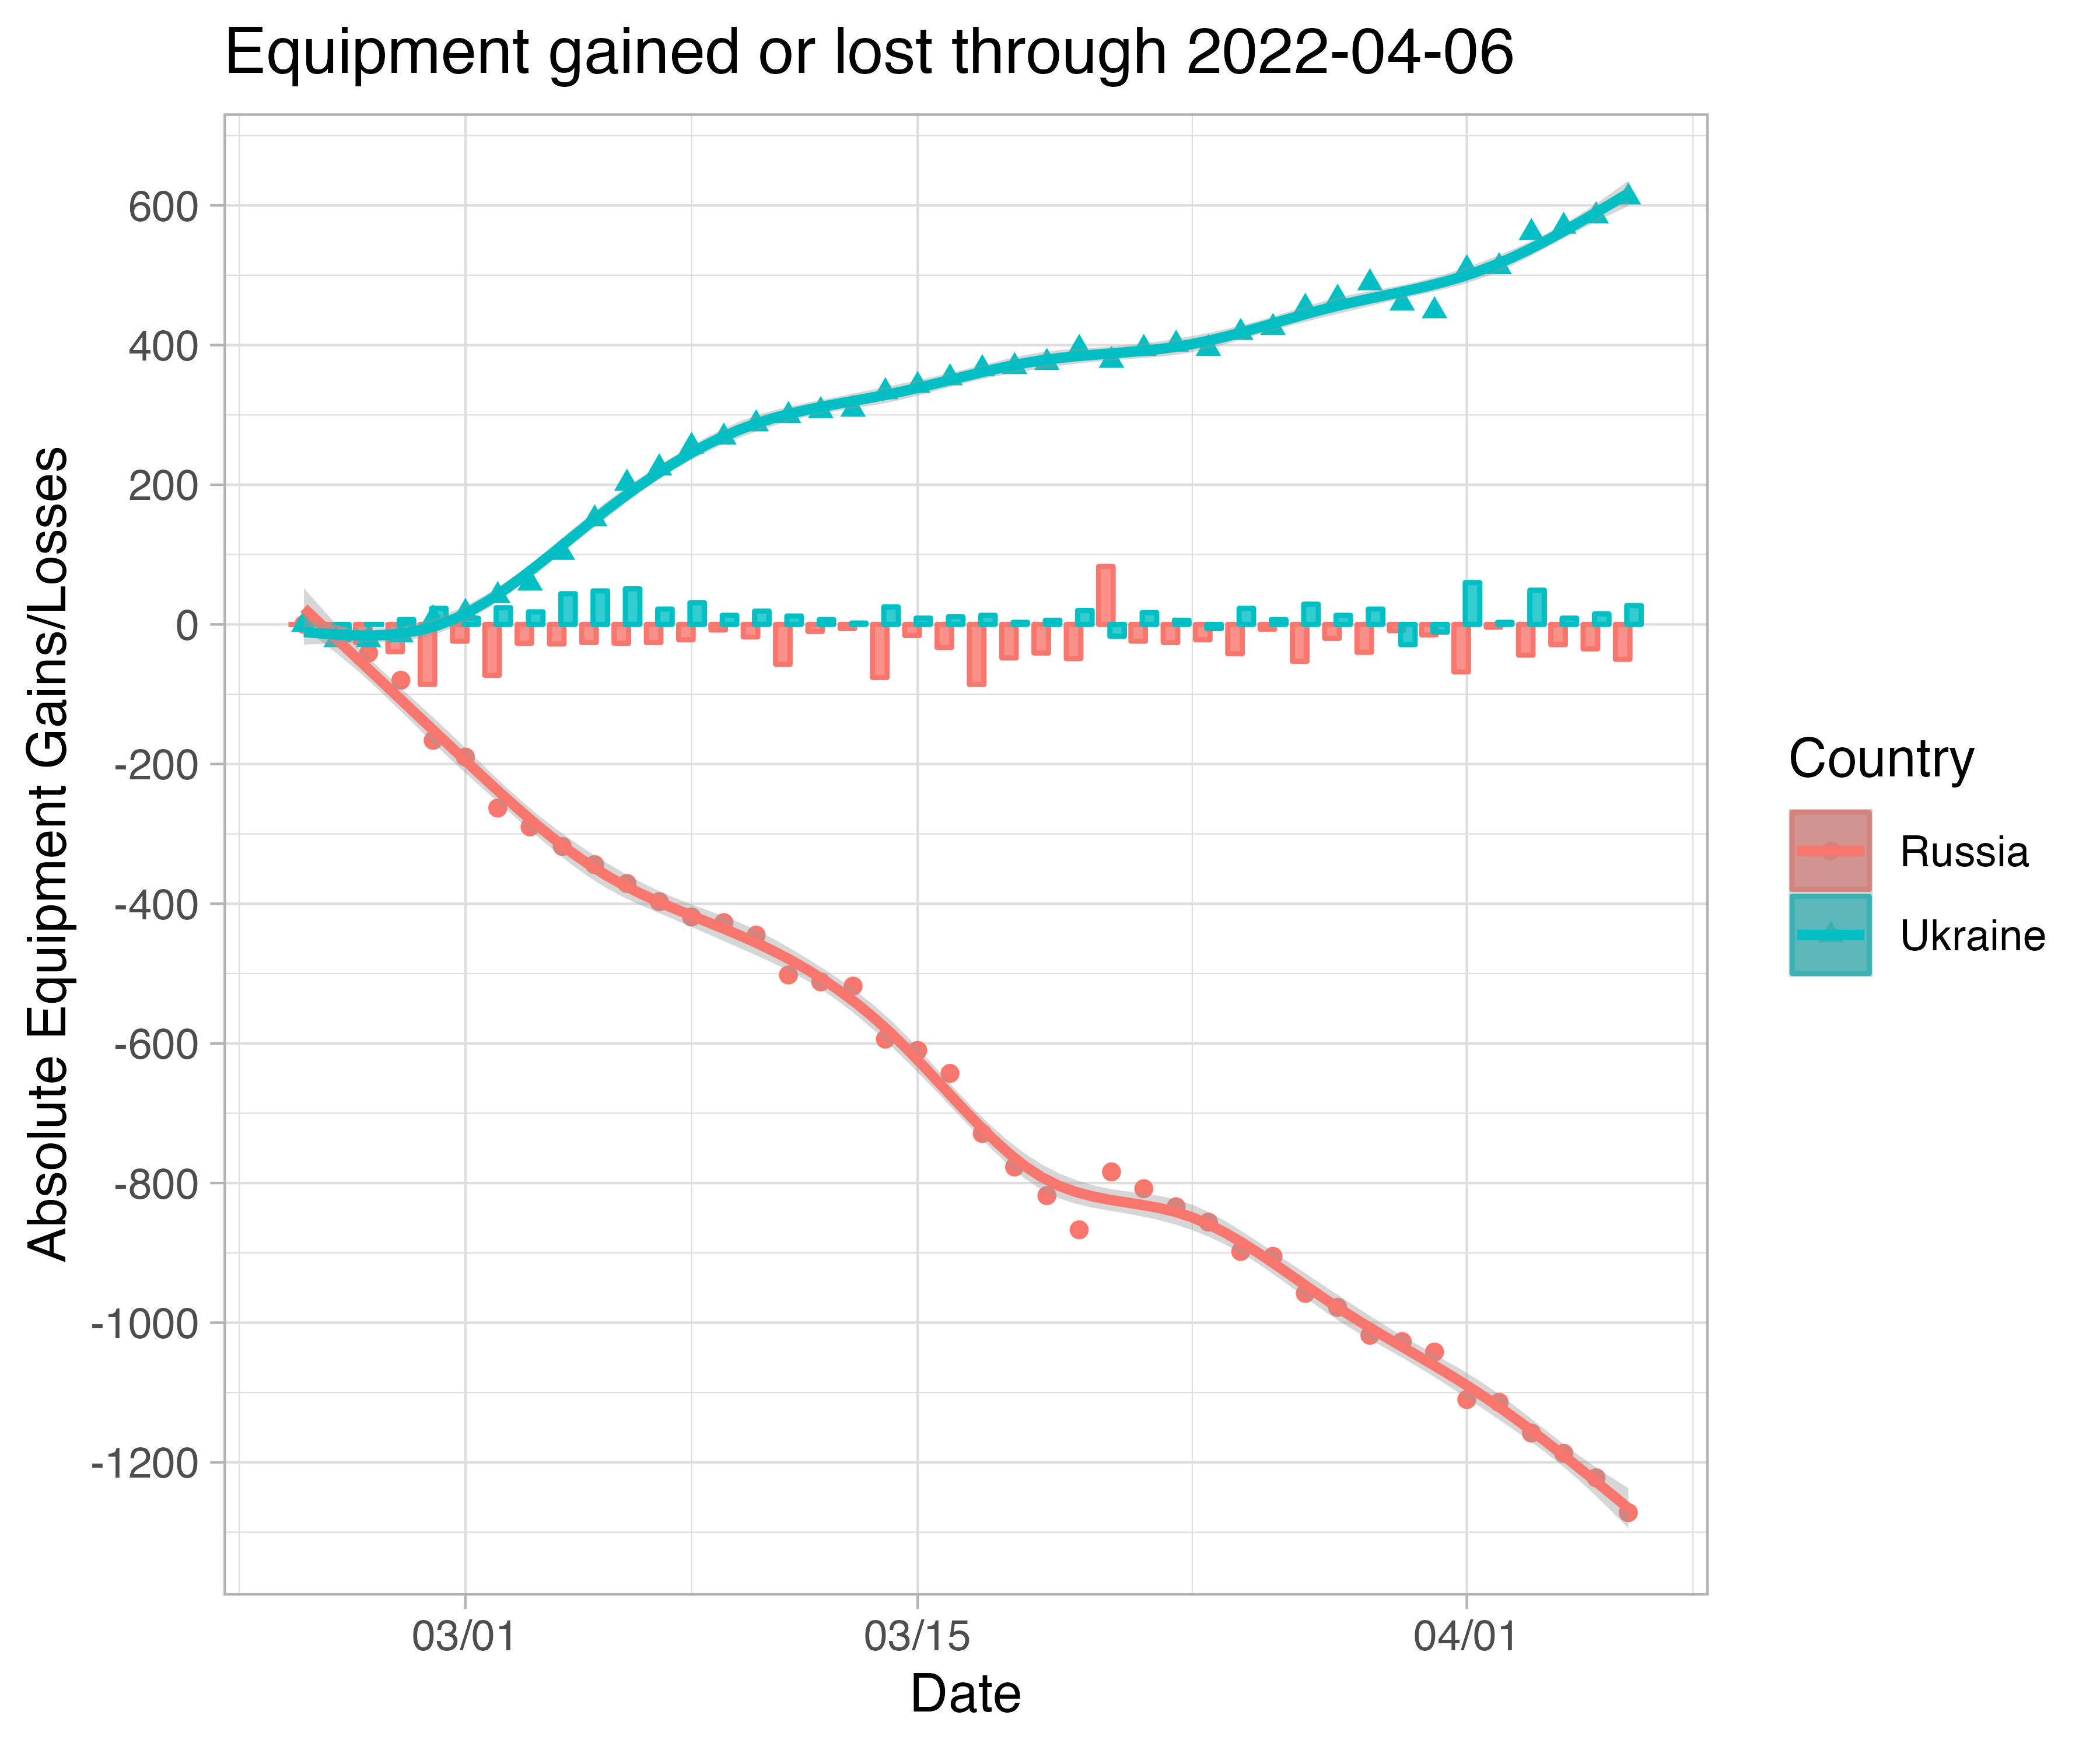 Equipment gained or lost through 2022-04-06
Absolute Equipment Gains/Losses
600
400
200
0
-200
-400
-600
-800
-1000
-1200
03/01
03/15
04/01
Date
Country
Russia
Ukraine